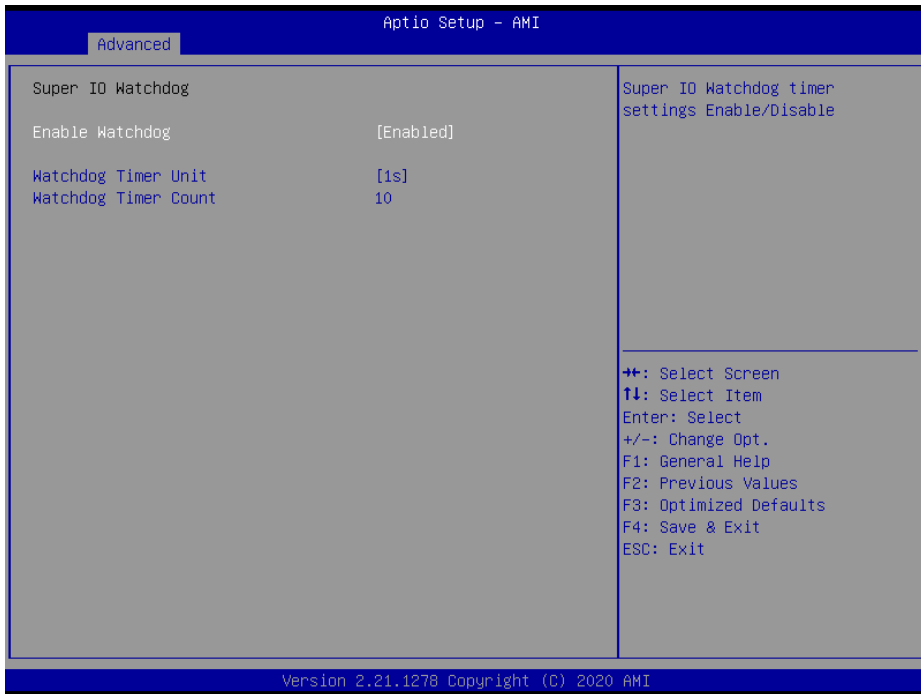 Aptio Setup – AMI
Advanced
Super IO Watchdog
Enable Watchdog [Enabled]
Watchdog Timer Unit [1s]
Watchdog Timer Count 10
Super IO Watchdog timer
settings Enable/Disable
→←: Select Screen
↑↓: Select Item
Enter: Select
+/-: Change Opt.
F1: General Help
F2: Previous Values
F3: Optimized Defaults
F4: Save & Exit
ESC: Exit
Version 2.21.1278 Copyright (C) 2020 AMI